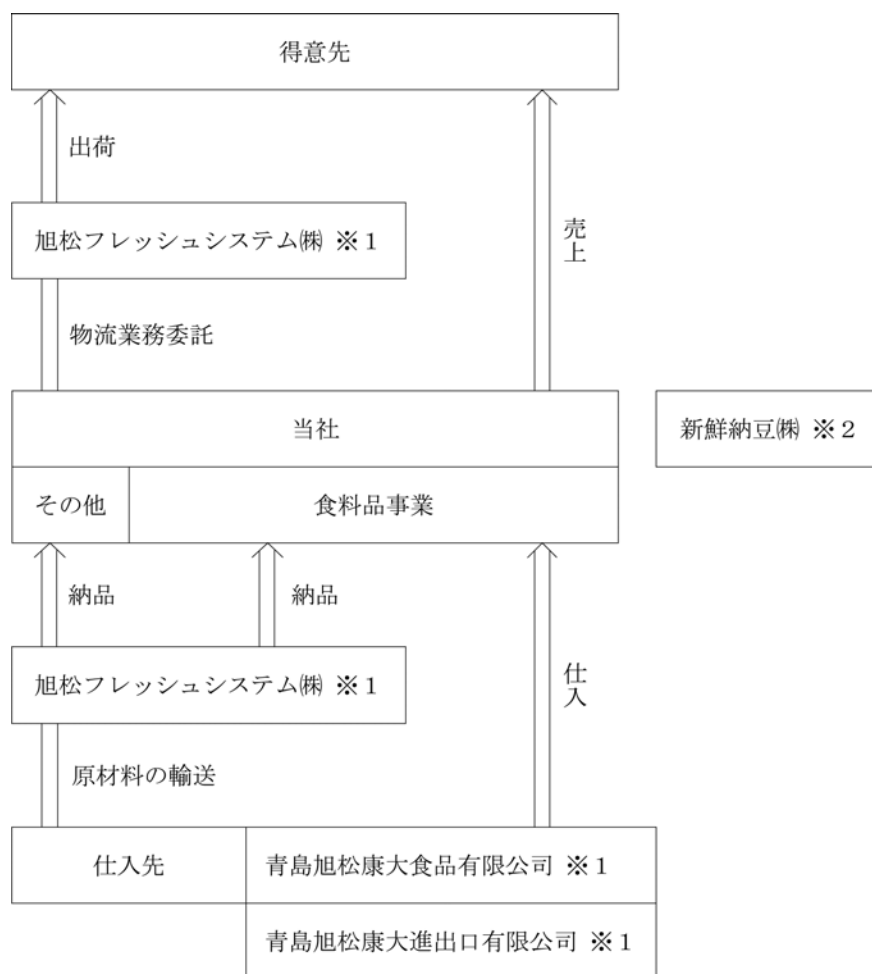 得意先
出荷
旭松フレッシュシステム㈱ ※1
売上
物流業務委託
当社
新鮮納豆㈱ ※2
その他
食料品事業
納品
納品
旭松フレッシュシステム㈱ ※1
仕入
原材料の輸送
仕入先
青島旭松康大食品有限公司 ※1
青島旭松康大進出口有限公司 ※1